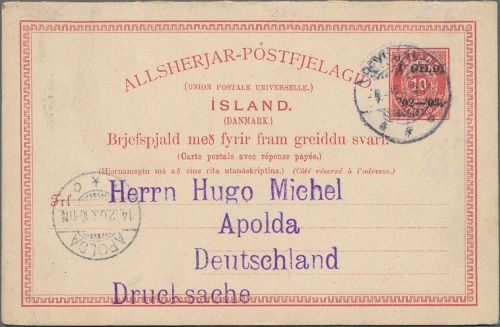 ALLSHERJAR-PÓSTFJELAGIÐ
(UNION POSTALE UNIVERSELLE.)
ÍSLAND.
(DANMARK.)
Brjefspjald með fyrir fram greiddu svari.
(Carte postale avec réponse payée.)
(Hjernamegin má að eins rita utanáskriptina.) (Côté réservé à l'adresse.)
Til
Herrn Hugo Michel
Apolda
Deutschland
Drucksache
Í GILDI
'02—'03
10
APOLDA